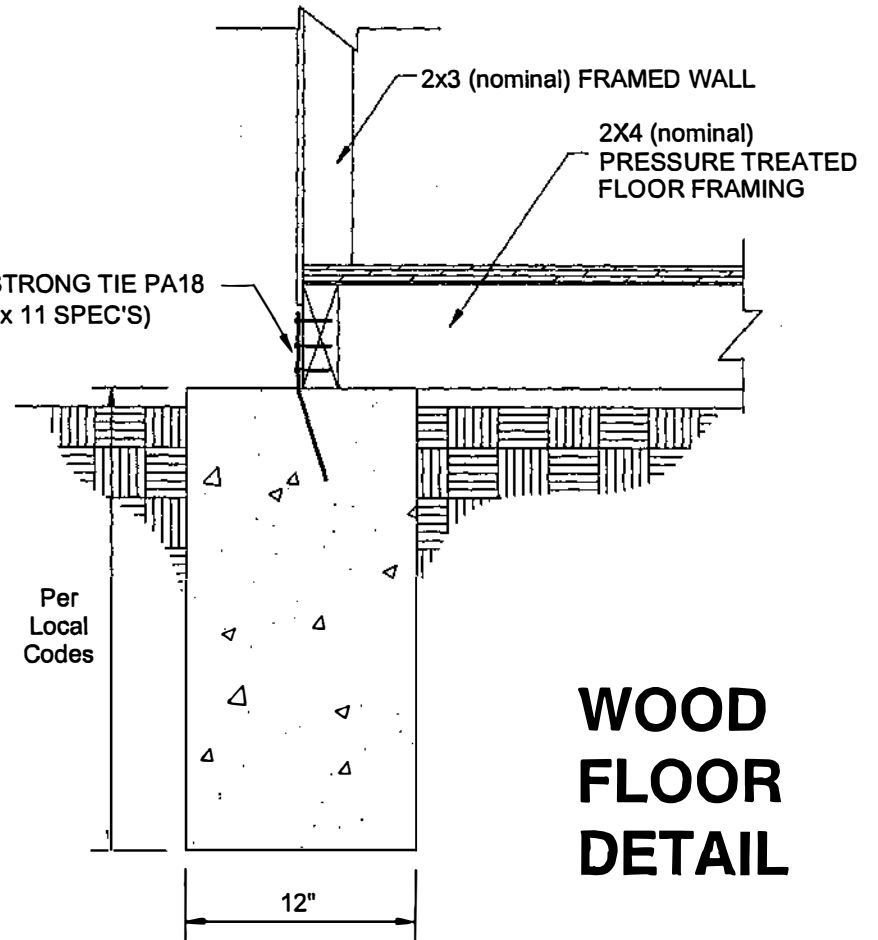 2x3 (nominal) FRAMED WALL
2X4 (nominal)
PRESSURE TREATED
FLOOR FRAMING
STRONG TIE PA18
x 11 SPEC'S)
Per
Local
Codes
12"
WOOD
FLOOR
DETAIL